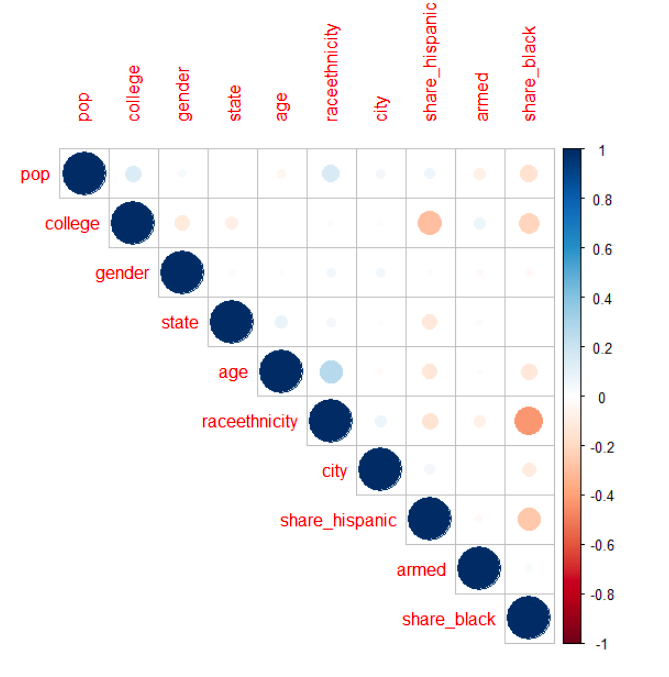 pop
college
gender
state
age
raceethnicity
city
share_hispanic
armed
share_black
pop
college
gender
state
age
raceethnicity
city
share_hispanic
armed
share_black
1
0.8
0.6
0.4
0.2
0
-0.2
-0.4
-0.6
-0.8
-1